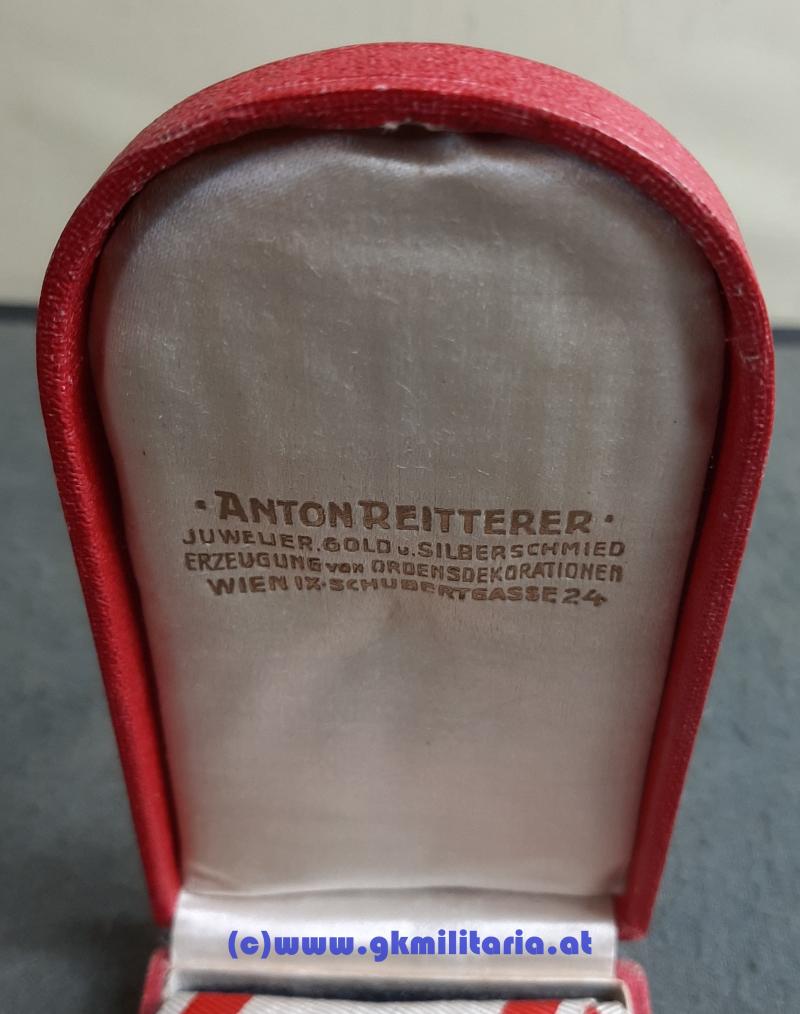 · ANTON REITTERER ·
JUWELIER, GOLD u. SILBERSCHMIED
ERZEUGUNG von ORDENSDEKORATIONEN
WIEN IX · SCHUBERTGASSE 24
(c)www.gkmilitaria.at